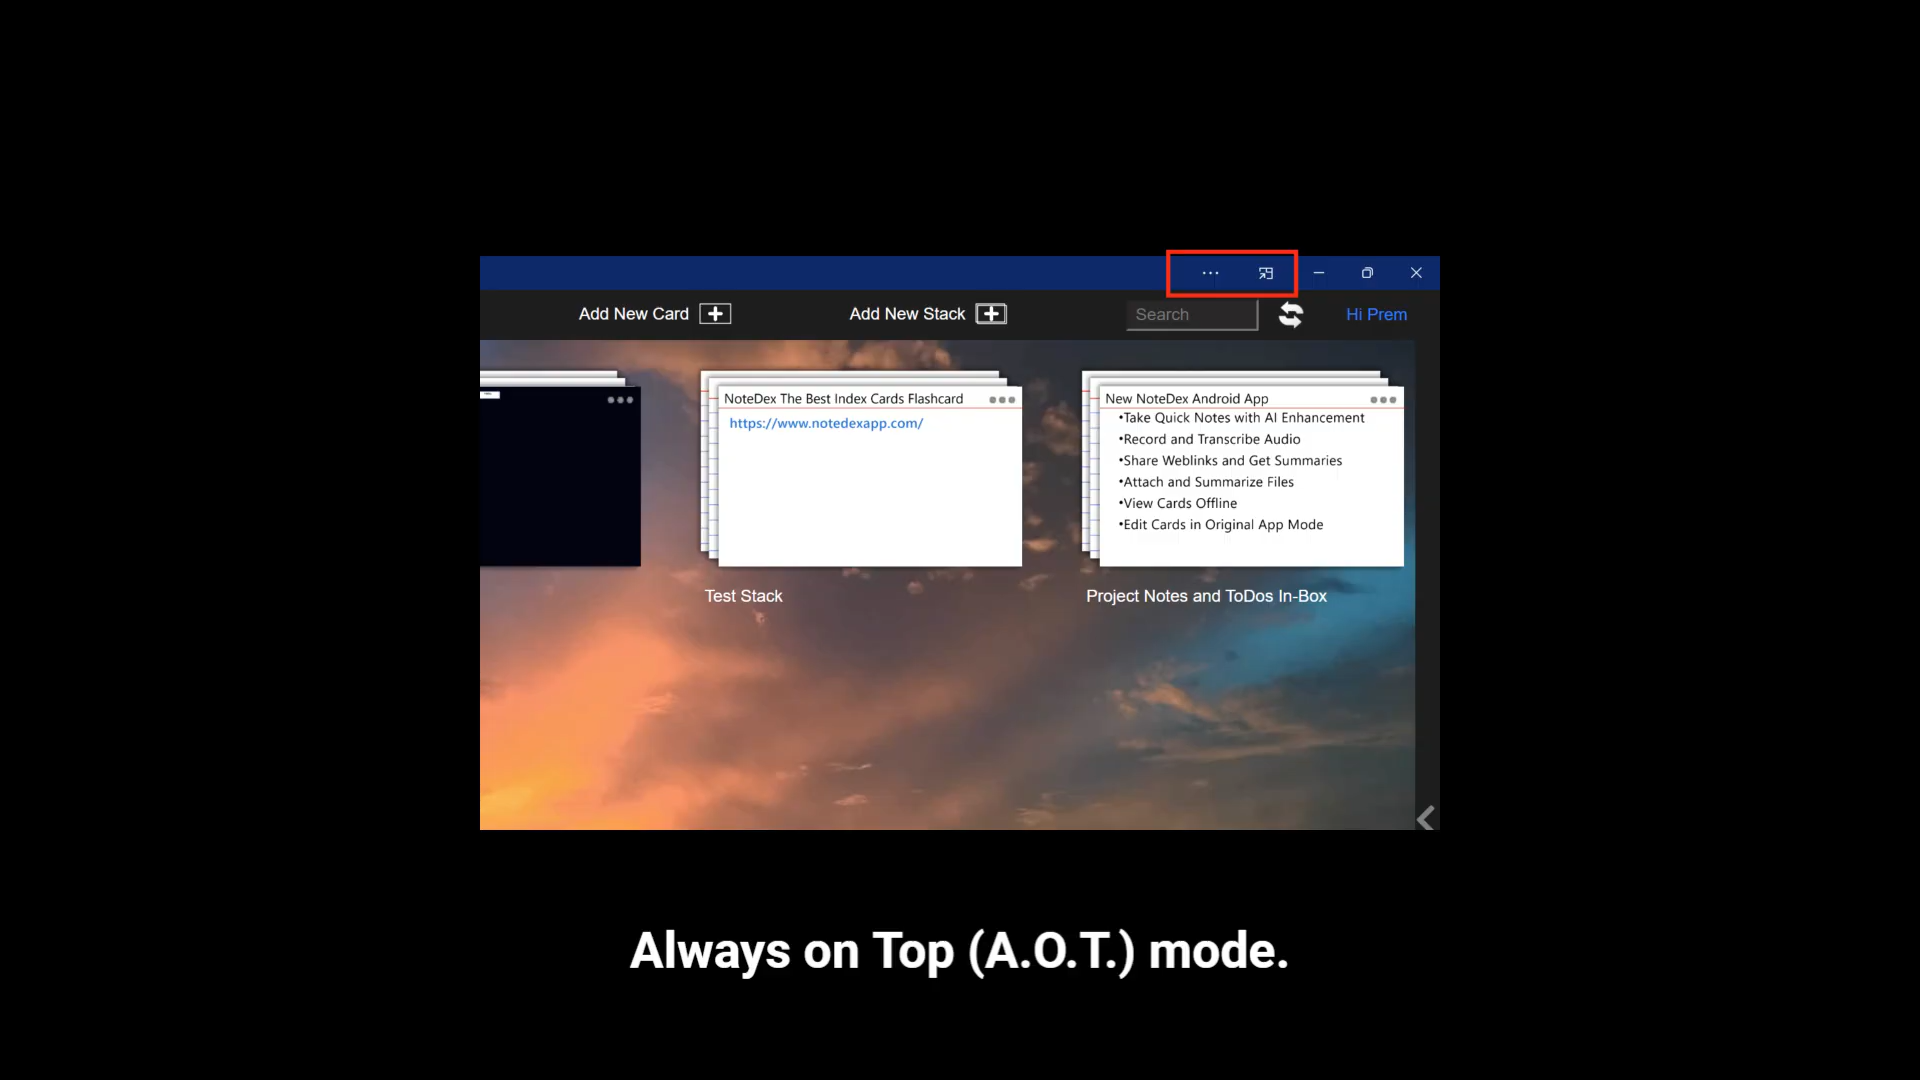 Add New Card
Add New Stack
Search
Hi Prem
NoteDex The Best Index Cards Flashcard
https://www.notedexapp.com/
New NoteDex Android App
•Take Quick Notes with AI Enhancement
•Record and Transcribe Audio
•Share Weblinks and Get Summaries
•Attach and Summarize Files
•View Cards Offline
•Edit Cards in Original App Mode
Test Stack
Project Notes and ToDos In-Box
Always on Top (A.O.T.) mode.